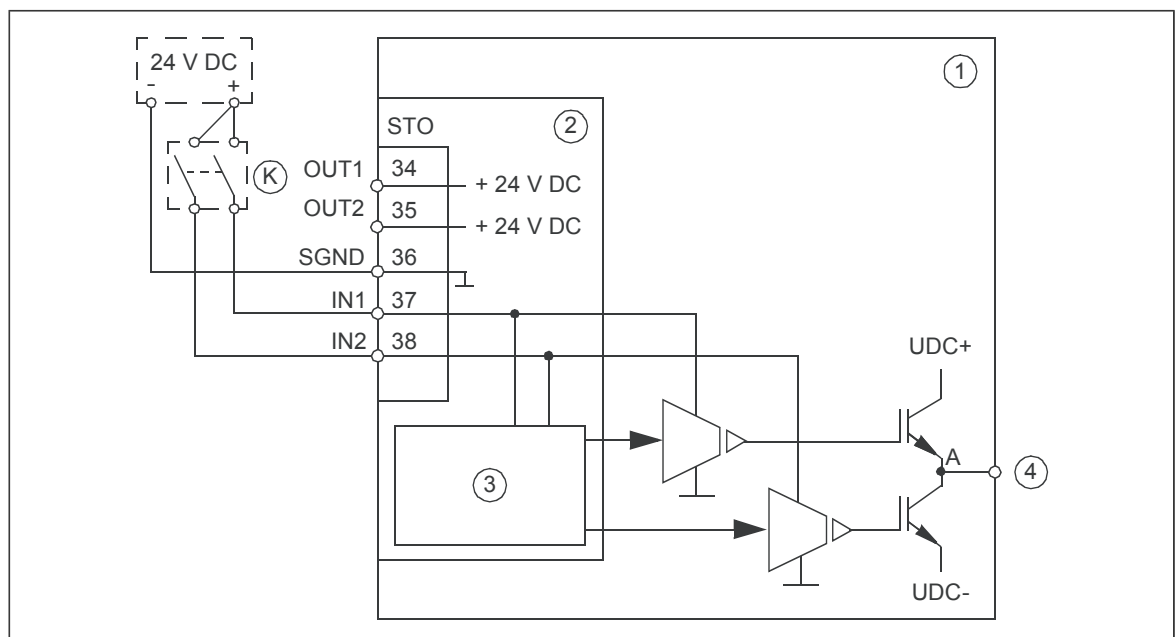 24 V DC
- +
K
1
2
STO
OUT1 34 + 24 V DC
OUT2 35 + 24 V DC
SGND 36
IN1 37
IN2 38
UDC+
3
A
4
UDC-